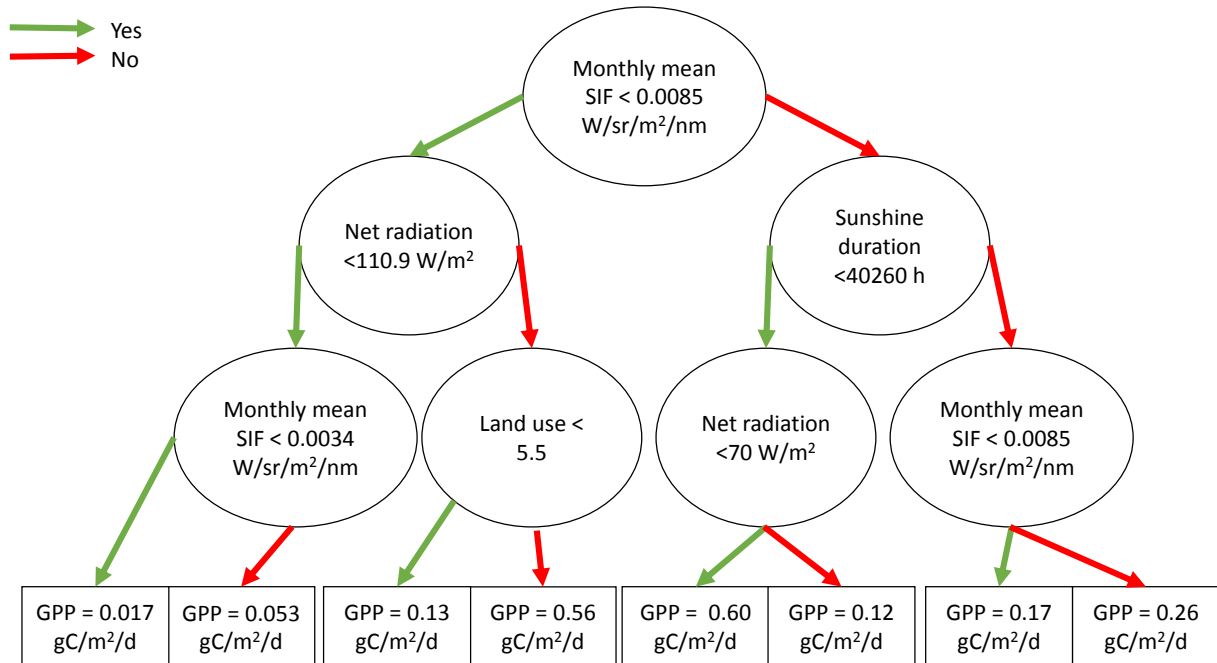 Yes
No
Monthly mean
SIF < 0.0085
W/sr/m²/nm
Net radiation
<110.9 W/m²
Sunshine
duration
<40260 h
Monthly mean
SIF < 0.0034
W/sr/m²/nm
Land use <
5.5
Net radiation
<70 W/m²
Monthly mean
SIF < 0.0085
W/sr/m²/nm
GPP = 0.017
gC/m²/d
GPP = 0.053
gC/m²/d
GPP = 0.13
gC/m²/d
GPP = 0.56
gC/m²/d
GPP =  0.60
gC/m²/d
GPP = 0.12
gC/m²/d
GPP = 0.17
gC/m²/d
GPP = 0.26
gC/m²/d